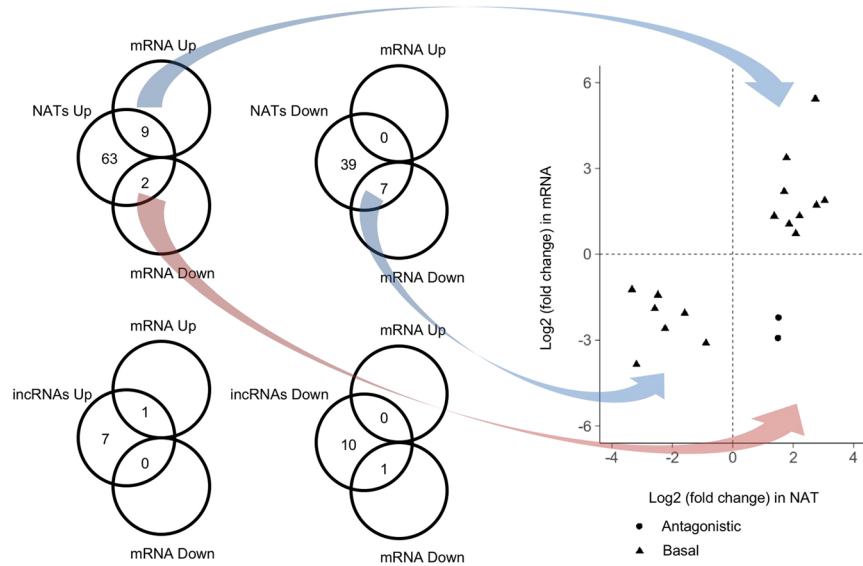 mRNA Up
NATs Up
9
63
2
mRNA Down
mRNA Up
NATs Down
0
39
7
mRNA Down
mRNA Up
incRNAs Up
1
7
0
mRNA Down
mRNA Up
incRNAs Down
0
10
1
mRNA Down
Log2 (fold change) in mRNA
6
3
0
-3
-6
-4
-2
0
2
4
Log2 (fold change) in NAT
Antagonistic
Basal